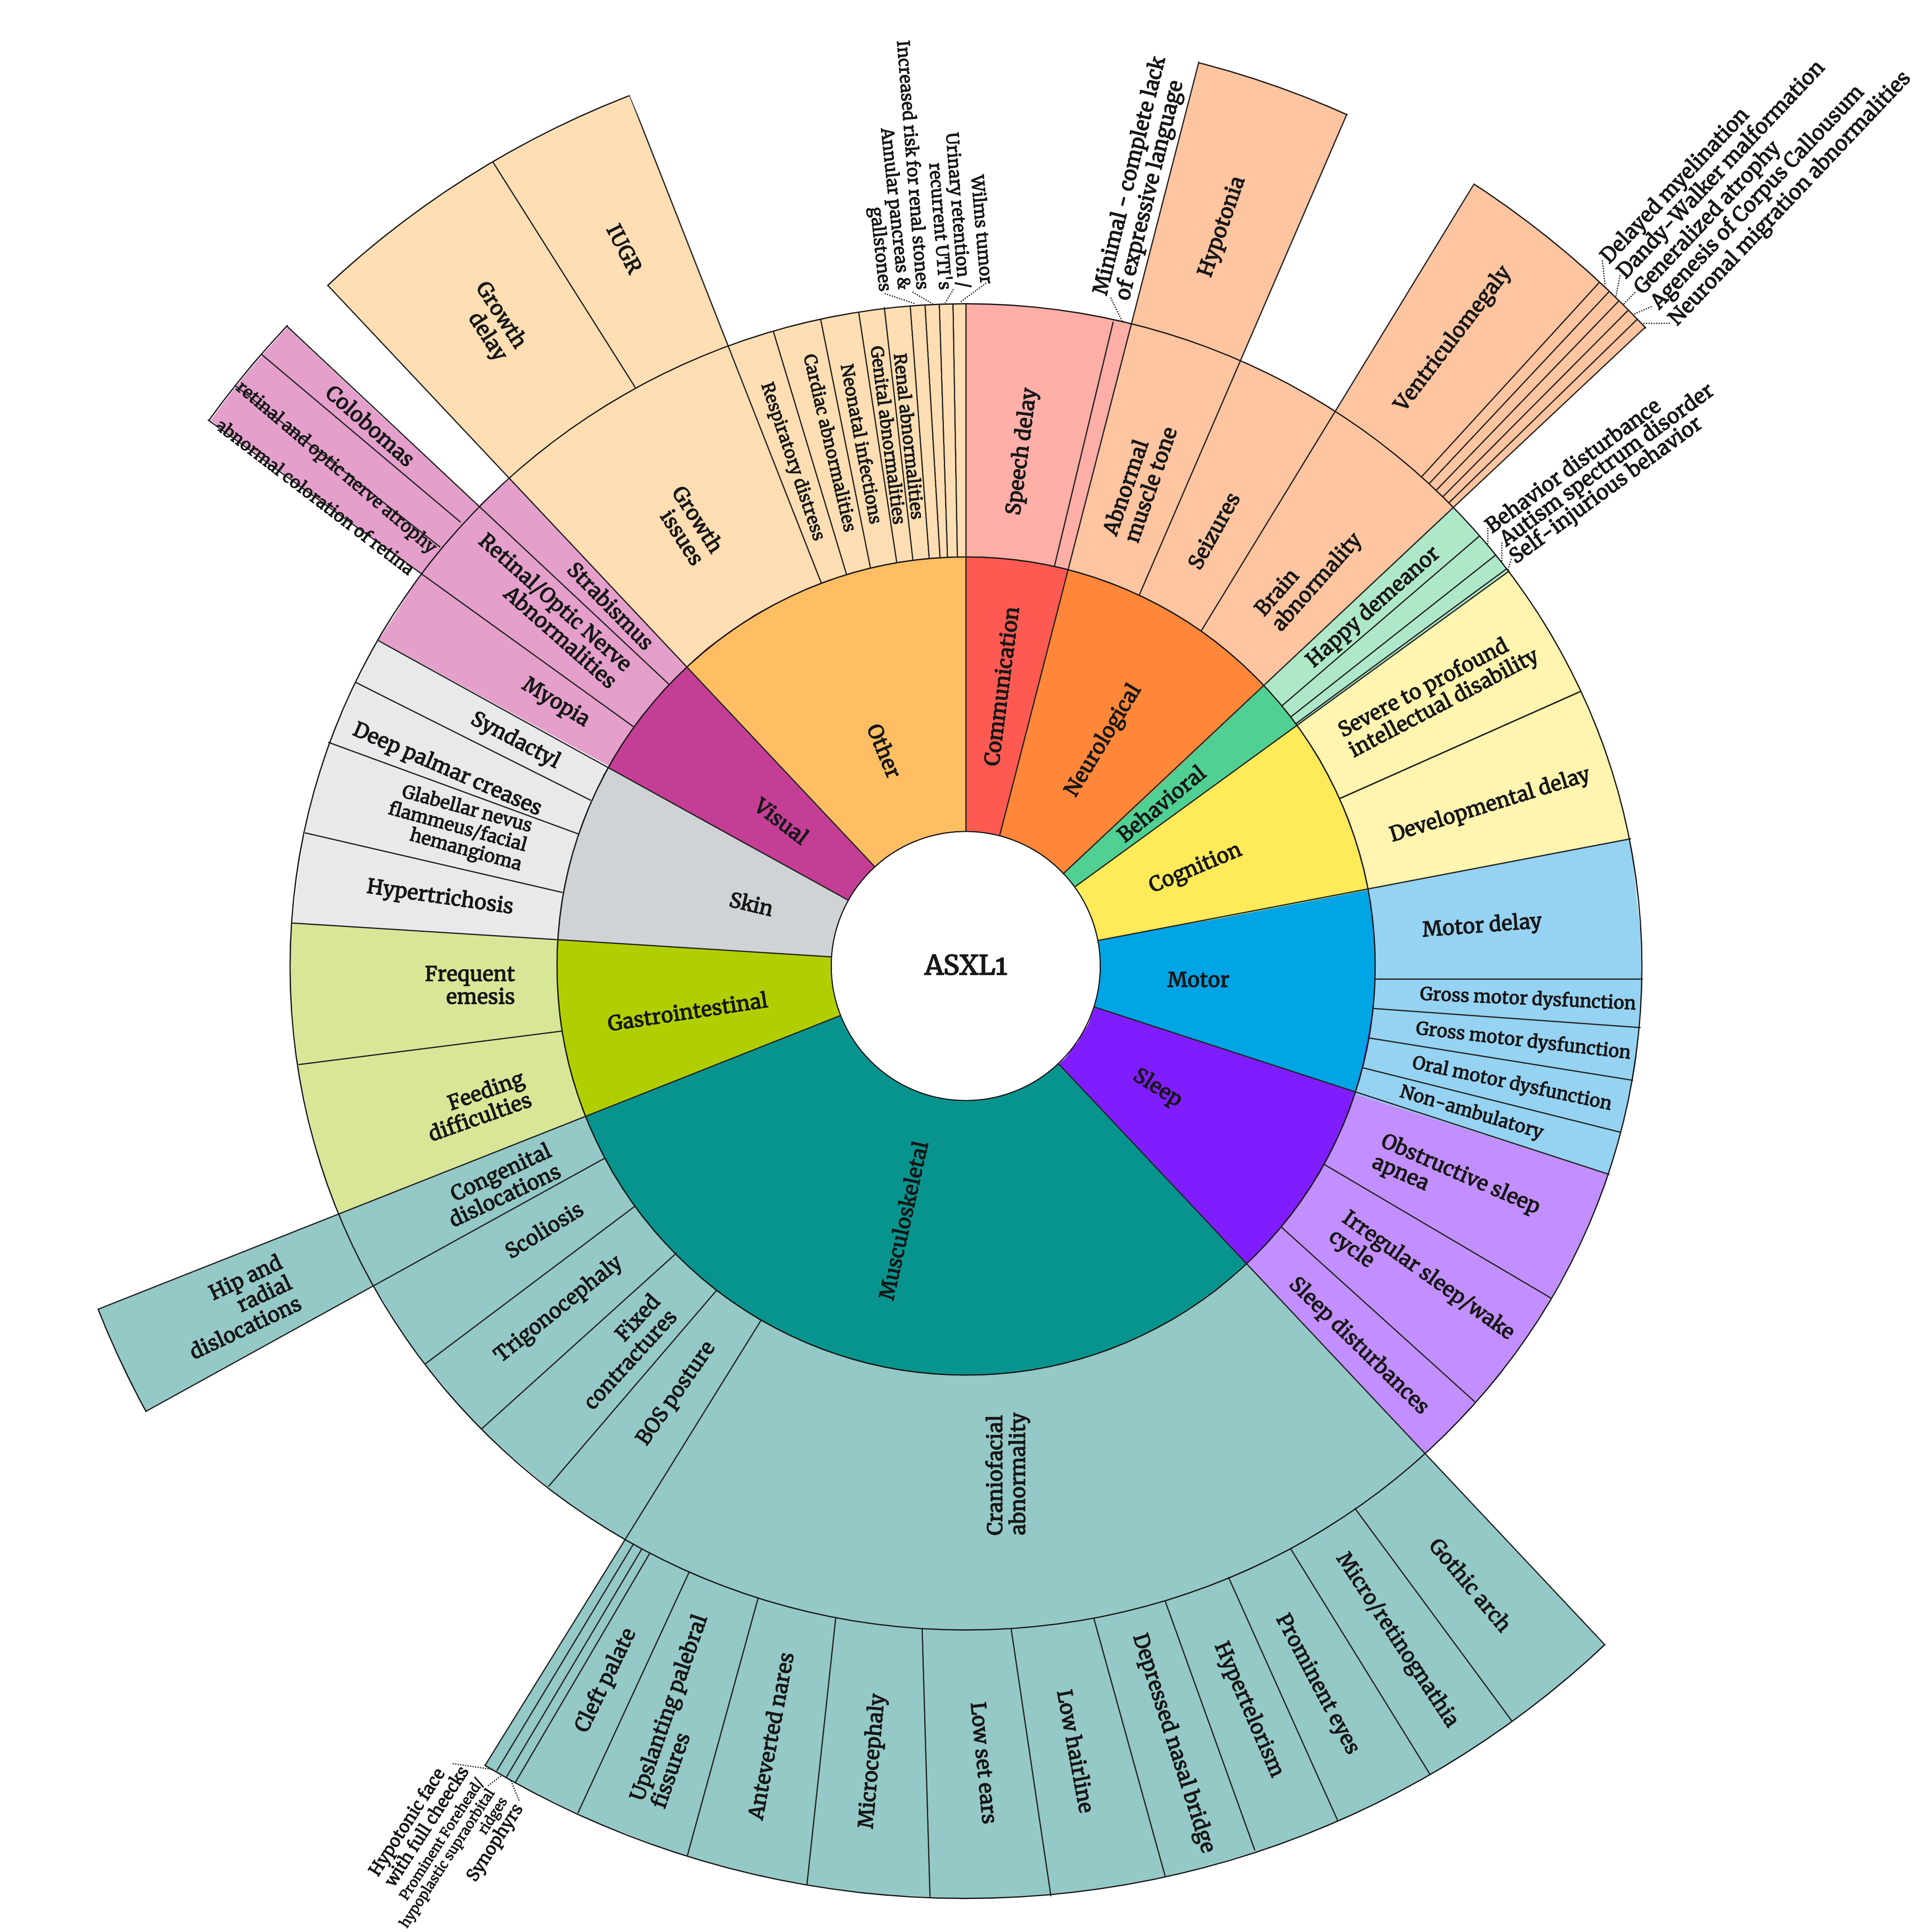 ASXL1
Communication
Speech delay
Minimal - complete lack
of expressive language
Neurological
Abnormal
muscle tone
Hypotonia
Seizures
Brain
abnormality
Ventriculomegaly
Delayed myelination
Dandy-Walker malformation
Generalized atrophy
Agenesis of Corpus Callousum
Neuronal migration abnormalities
Behavioral
Happy demeanor
Behavior disturbance
Autism spectrum disorder
Self-injurious behavior
Cognition
Severe to profound
intellectual disability
Developmental delay
Motor
Motor delay
Gross motor dysfunction
Gross motor dysfunction
Oral motor dysfunction
Non-ambulatory
Sleep
Obstructive sleep
apnea
Irregular sleep/wake
cycle
Sleep disturbances
Musculoskeletal
Craniofacial
abnormality
Gothic arch
Micro/retinognathia
Prominent eyes
Hypertelorism
Depressed nasal bridge
Low hairline
Low set ears
Microcephaly
Anteverted nares
Upslanting palebral
fissures
Cleft palate
Synophyrs
Prominent Forehead/
hypoplastic supraorbital
ridges
Hypotonic face
with full cheecks
BOS posture
Fixed
contractures
Trigonocephaly
Scoliosis
Congenital
dislocations
Hip and
radial
dislocations
Gastrointestinal
Feeding
difficulties
Frequent
emesis
Skin
Hypertrichosis
Glabellar nevus
flammeus/facial
hemangioma
Deep palmar creases
Syndactyl
Visual
Myopia
Retinal/Optic Nerve
Abnormalities
abnormal coloration of retina
retinal and optic nerve atrophy
Colobomas
Strabismus
Other
Growth
issues
Growth
delay
IUGR
Respiratory distress
Cardiac abnormalities
Neonatal infections
Genital abnormalities
Renal abnormalities
Annular pancreas &
gallstones
Increased risk for renal stones
Urinary retention /
recurrent UTI's
Wilms tumor